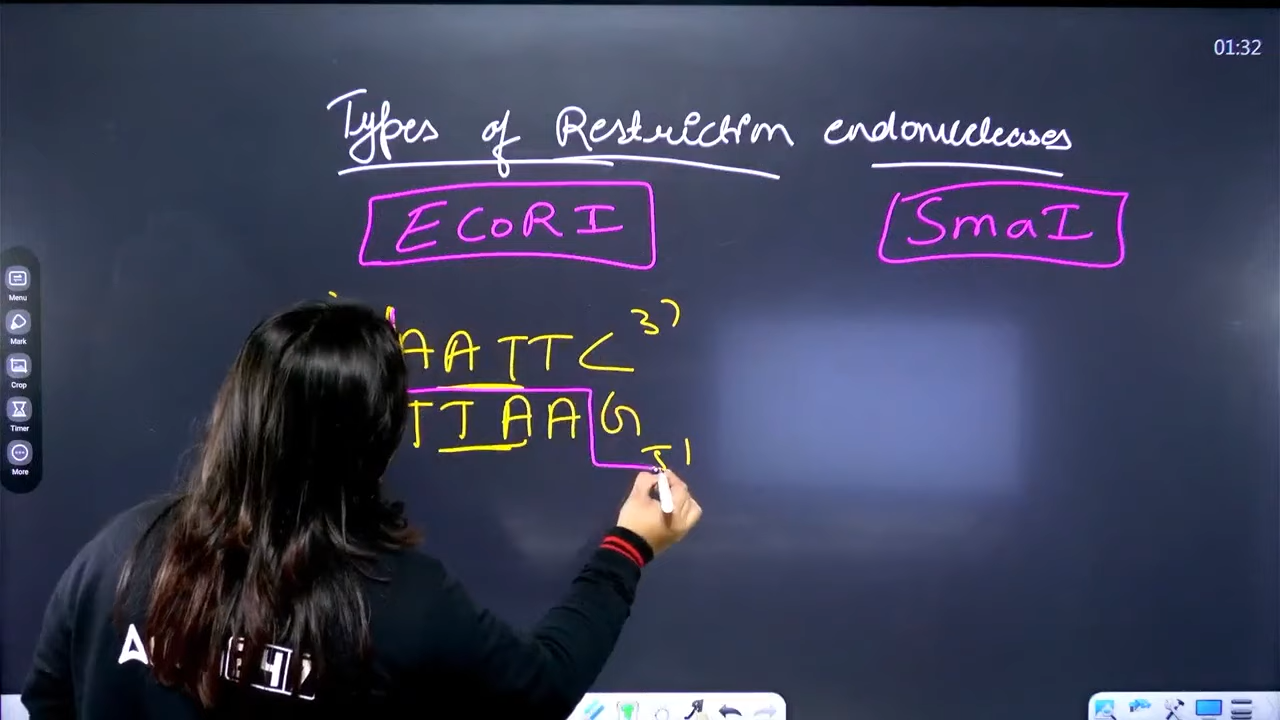 01:32
Types of Restriction endonucleases
ECoRI
SmaI
AATTC 3'
TTAAG 5'
Menu
Mark
Crop
Timer
More